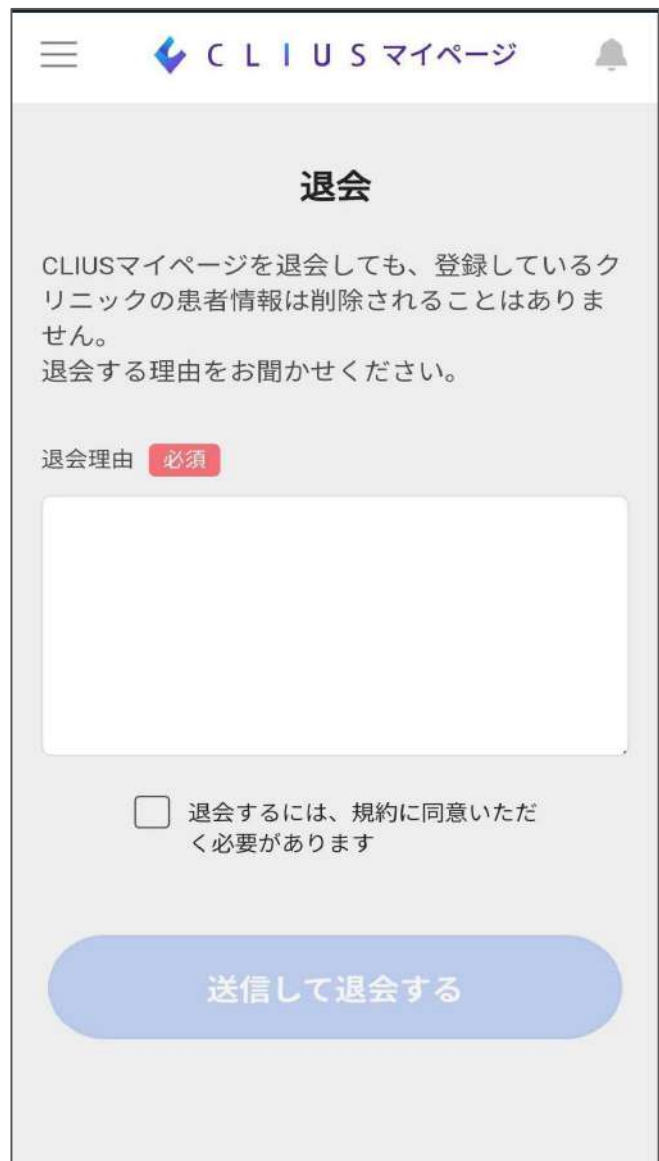 CLIUSマイページ
退会
CLIUSマイページを退会しても、登録しているク
リニックの患者情報は削除されることはありま
せん。
退会する理由をお聞かせください。
退会理由 必須
退会するには、規約に同意いただ
く必要があります
送信して退会する